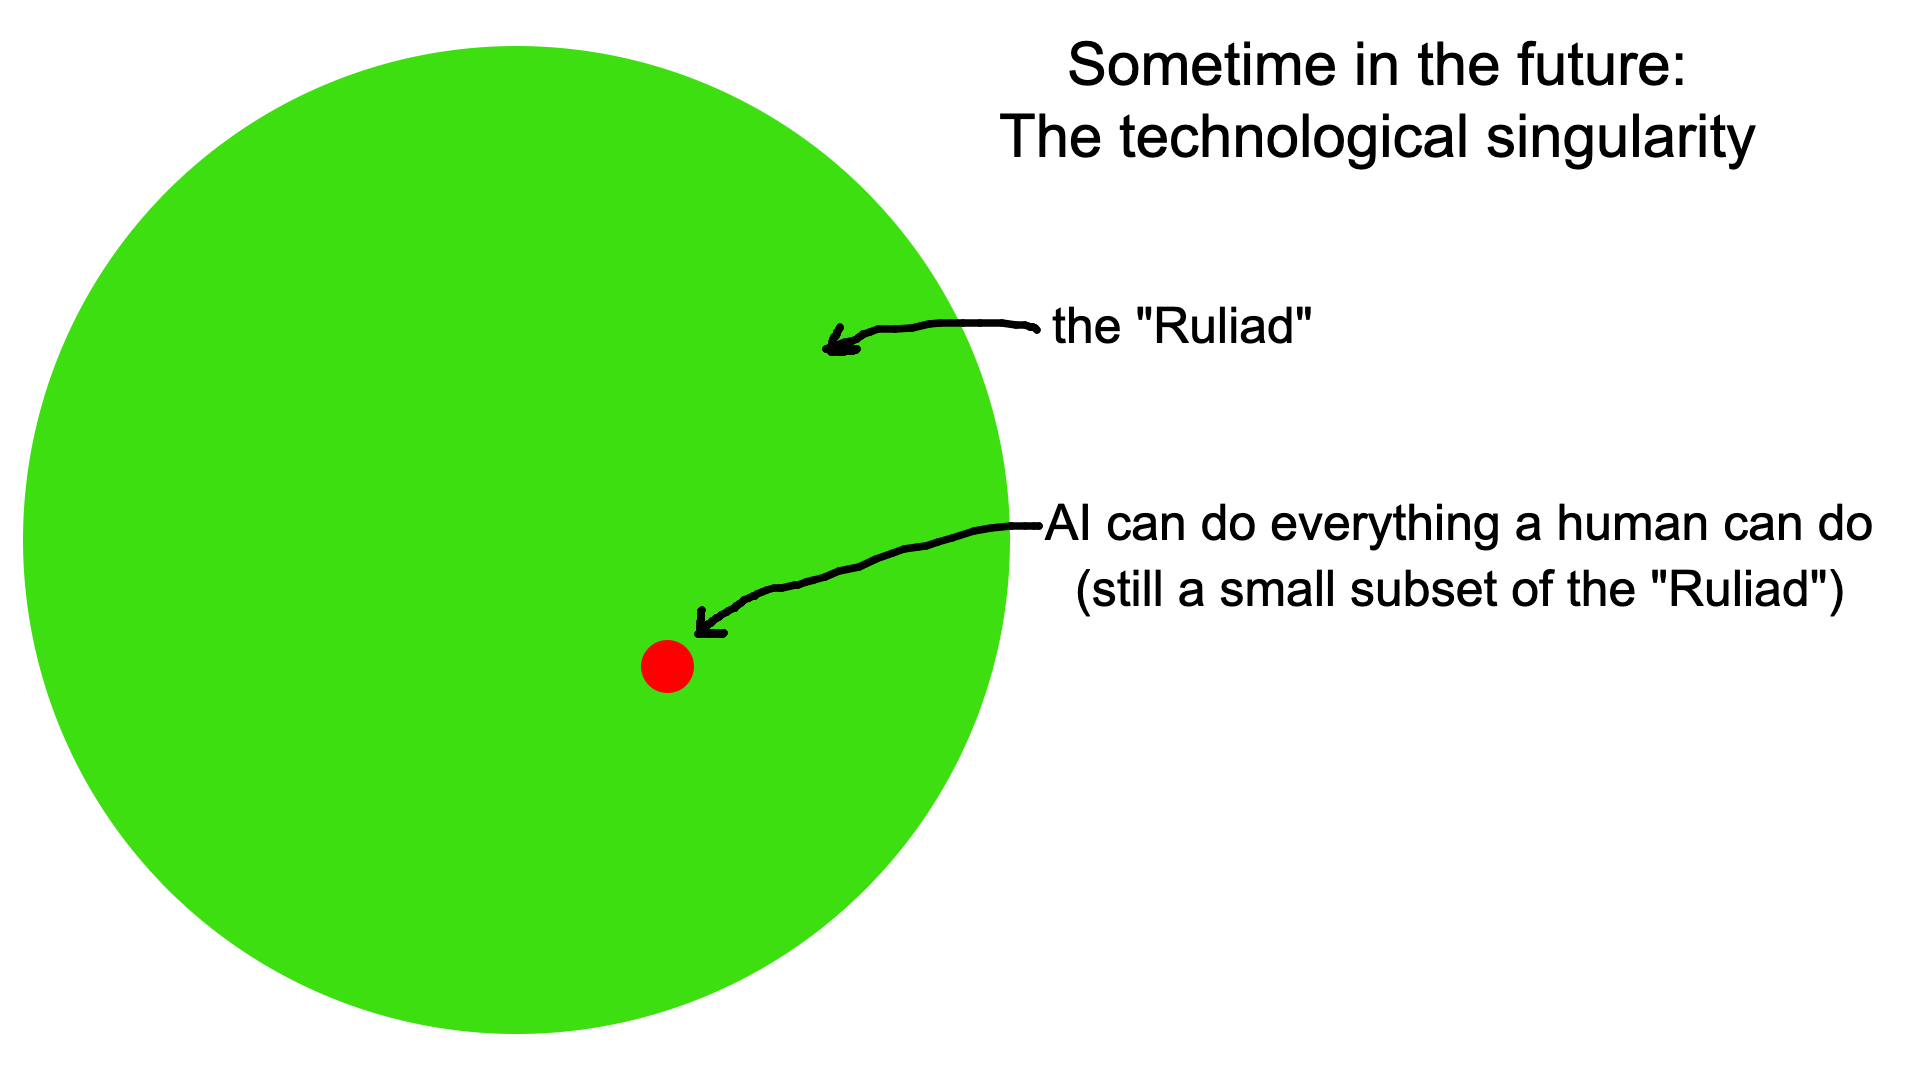 Sometime in the future:
The technological singularity
the "Ruliad"
AI can do everything a human can do
(still a small subset of the "Ruliad")